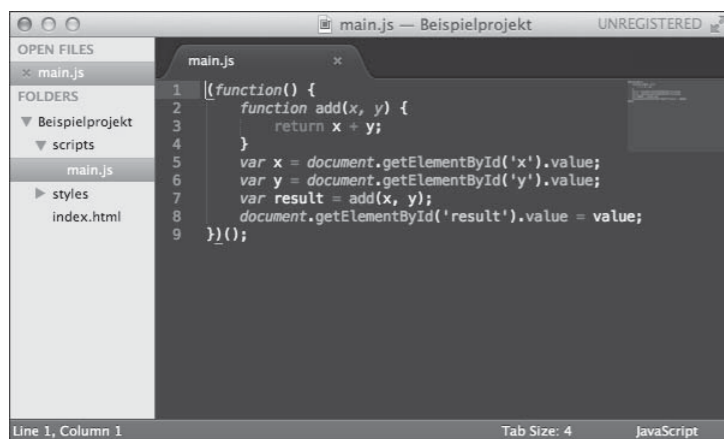 main.js — Beispielprojekt
UNREGISTERED
OPEN FILES
× main.js
FOLDERS
▼ Beispielprojekt
▼ scripts
main.js
▶ styles
index.html
main.js ×
1 (function() {
2     function add(x, y) {
3         return x + y;
4     }
5     var x = document.getElementById('x').value;
6     var y = document.getElementById('y').value;
7     var result = add(x, y);
8     document.getElementById('result').value = value;
9 })();
Line 1, Column 1
Tab Size: 4
JavaScript